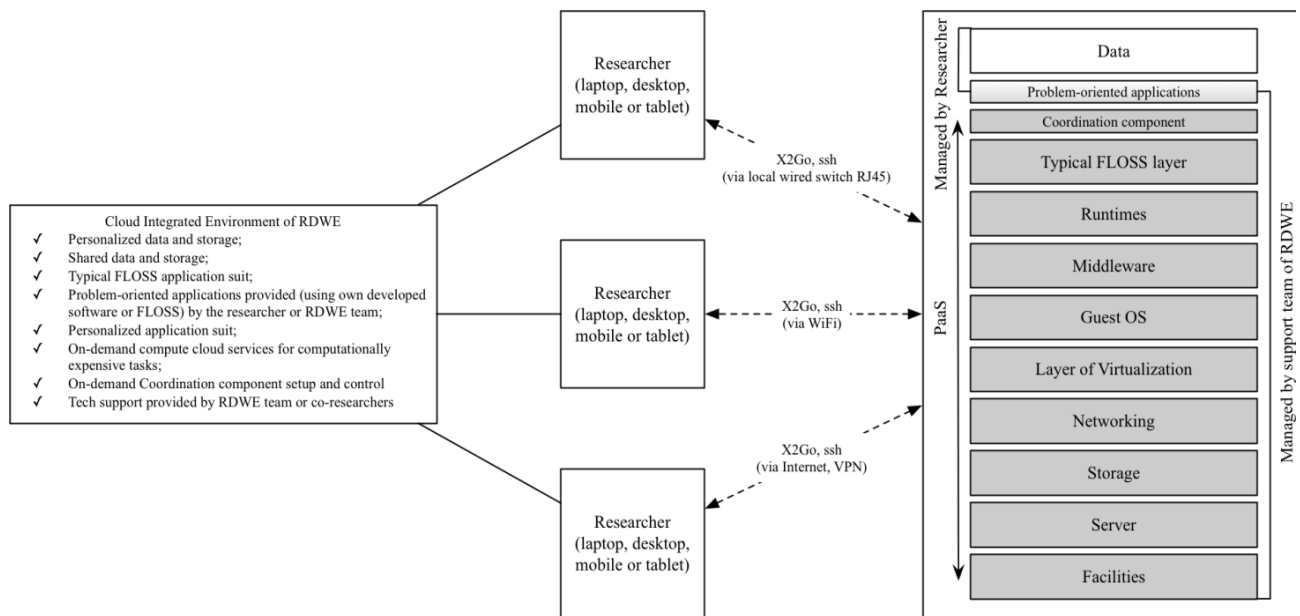 Cloud Integrated Environment of RDWE
✓ Personalized data and storage;
✓ Shared data and storage;
✓ Typical FLOSS application suit;
✓ Problem-oriented applications provided (using own developed
software or FLOSS) by the researcher or RDWE team;
✓ Personalized application suit;
✓ On-demand compute cloud services for computationally
expensive tasks;
✓ On-demand Coordination component setup and control
✓ Tech support provided by RDWE team or co-researchers
Researcher
(laptop, desktop,
mobile or tablet)
Researcher
(laptop, desktop,
mobile or tablet)
Researcher
(laptop, desktop,
mobile or tablet)
X2Go, ssh
(via local wired switch RJ45)
X2Go, ssh
(via WiFi)
X2Go, ssh
(via Internet, VPN)
Managed by Researcher
PaaS
Data
Problem-oriented applications
Coordination component
Typical FLOSS layer
Runtimes
Middleware
Guest OS
Layer of Virtualization
Networking
Storage
Server
Facilities
Managed by support team of RDWE